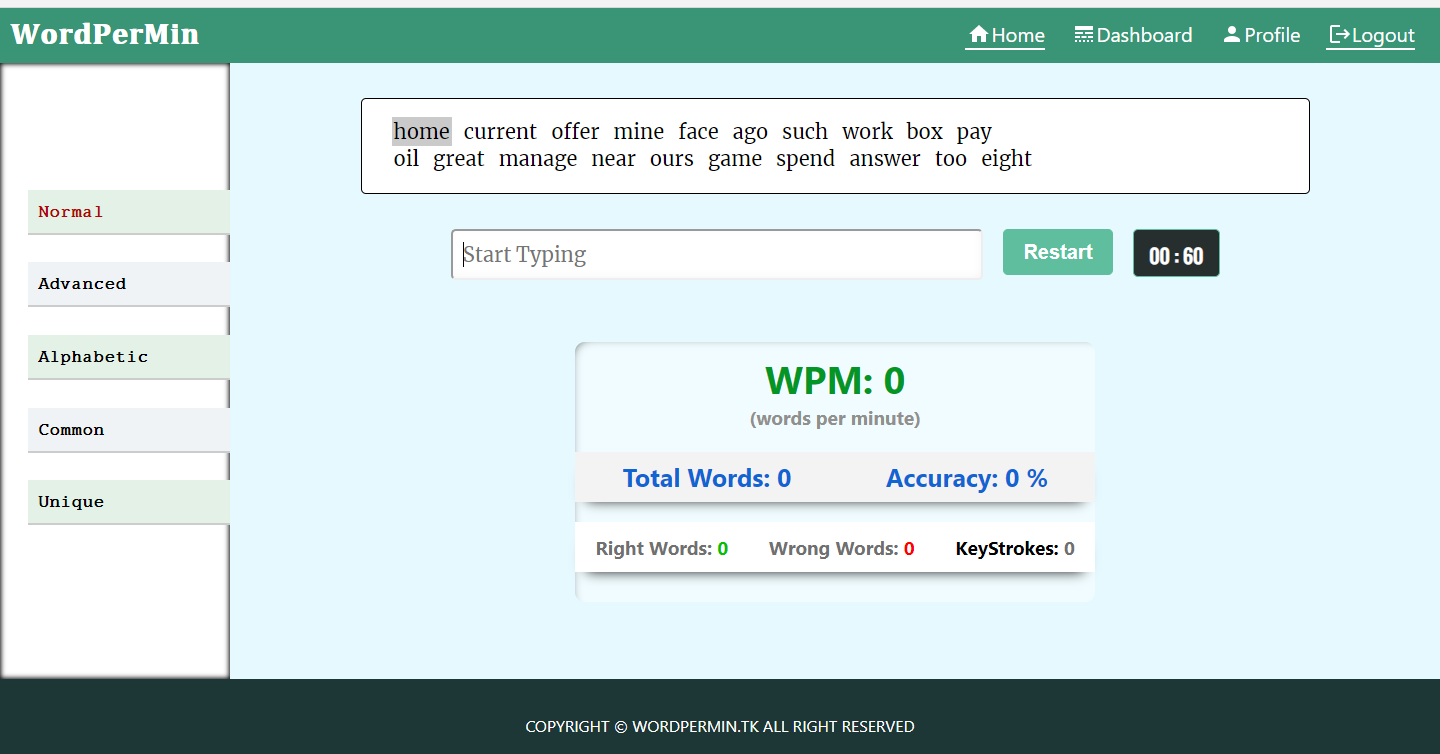 WordPerMin
Home Dashboard Profile Logout
Normal
Advanced
Alphabetic
Common
Unique
home current offer mine face ago such work box pay
oil great manage near ours game spend answer too eight
Start Typing
Restart
00:60
WPM: 0
(words per minute)
Total Words: 0 Accuracy: 0 %
Right Words: 0 Wrong Words: 0 KeyStrokes: 0
COPYRIGHT © WORDPERMIN.TK ALL RIGHT RESERVED